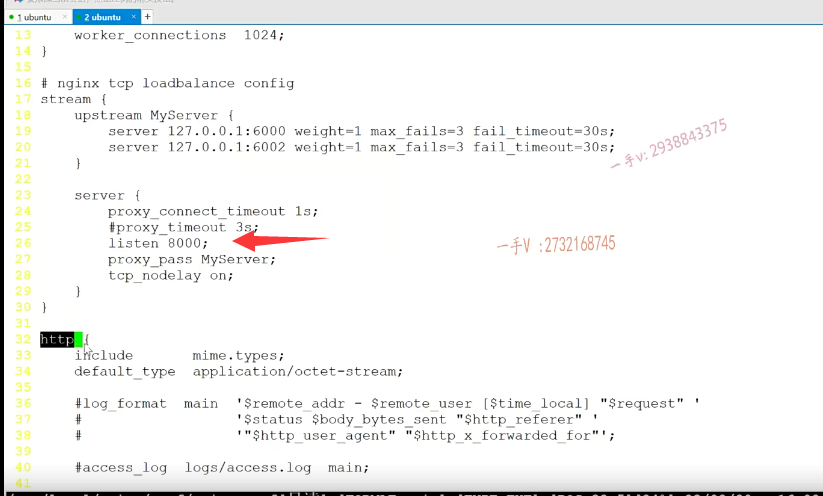 1 ubuntu × 2 ubuntu × +
13 worker_connections 1024;
14 }
15
16 # nginx tcp loadbalance config
17 stream {
18 upstream MyServer {
19 server 127.0.0.1:6000 weight=1 max_fails=3 fail_timeout=30s;
20 server 127.0.0.1:6002 weight=1 max_fails=3 fail_timeout=30s;
21 }
一手v:2938843375
22
23 server {
24 proxy_connect_timeout 1s;
25 #proxy_timeout 3s;
26 listen 8000;
一手V :2732168745
27 proxy_pass MyServer;
28 tcp_nodelay on;
29 }
30 }
31
32 http {
33 include mime.types;
34 default_type application/octet-stream;
35
36 #log_format main '$remote_addr - $remote_user [$time_local] "$request" '
37 # '$status $body_bytes_sent "$http_referer" '
38 # '"$http_user_agent" "$http_x_forwarded_for"';
39
40 #access_log logs/access.log main;
41